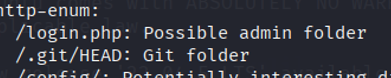 http-enum:
/login.php: Possible admin folder
/.git/HEAD: Git folder
/config/: Potentially interesting